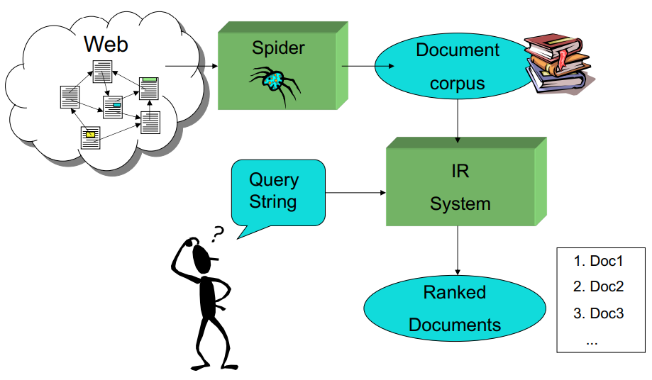 Web
Spider
Document
corpus
Query
String
IR
System
?
Ranked
Documents
1. Doc1
2. Doc2
3. Doc3
...